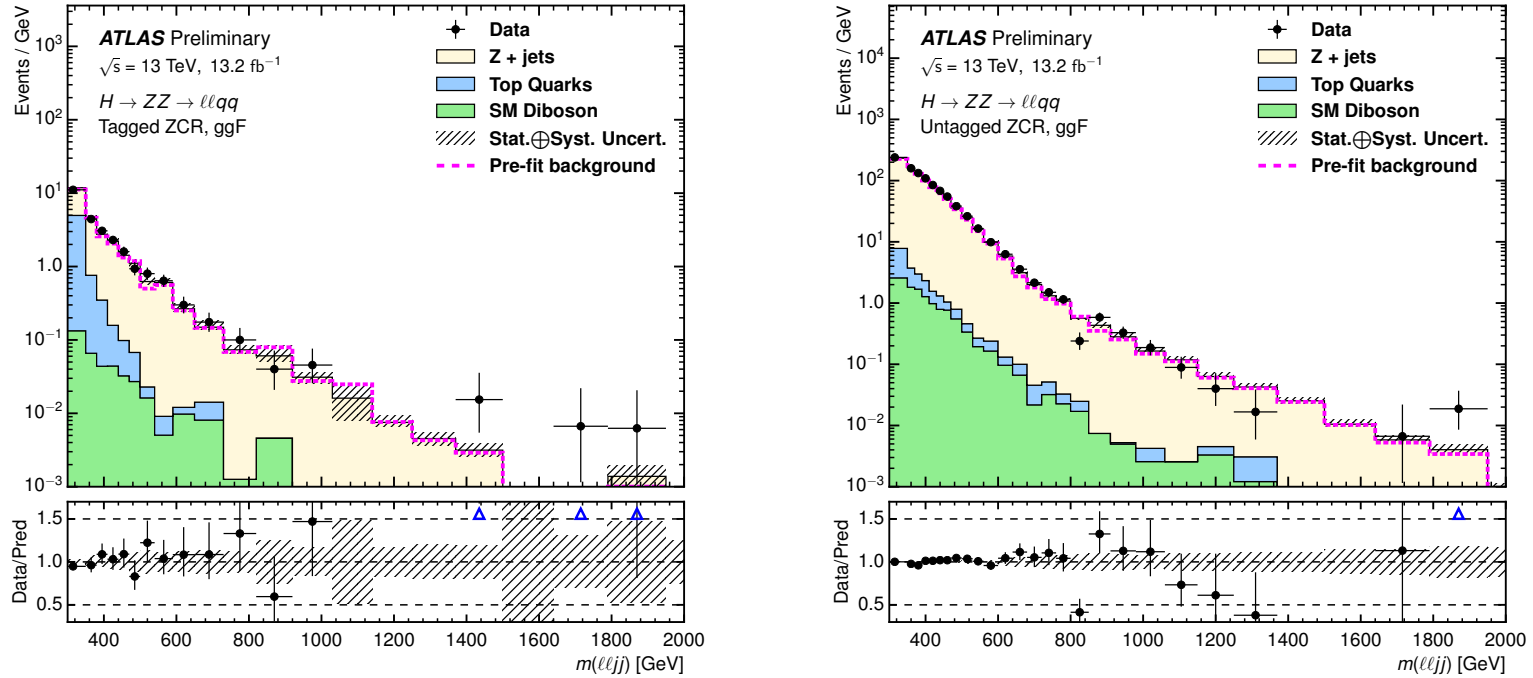 Events / GeV
10³
10²
10¹
1.0
10⁻¹
10⁻²
10⁻³
ATLAS Preliminary
√s = 13 TeV, 13.2 fb⁻¹
H → ZZ → ℓℓqq
Tagged ZCR, ggF
Data
Z + jets
Top Quarks
SM Diboson
Stat.⊕Syst. Uncert.
Pre-fit background
Data/Pred
1.5
1.0
0.5
400 600 800 1000 1200 1400 1600 1800 2000
m(ℓℓjj) [GeV]
Events / GeV
10⁴
10³
10²
10¹
1.0
10⁻¹
10⁻²
10⁻³
ATLAS Preliminary
√s = 13 TeV, 13.2 fb⁻¹
H → ZZ → ℓℓqq
Untagged ZCR, ggF
Data
Z + jets
Top Quarks
SM Diboson
Stat.⊕Syst. Uncert.
Pre-fit background
Data/Pred
1.5
1.0
0.5
400 600 800 1000 1200 1400 1600 1800 2000
m(ℓℓjj) [GeV]